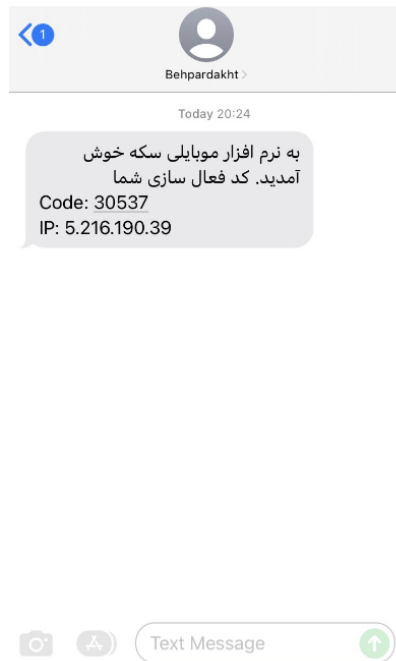 1
Behpardakht
Today 20:24
به نرم افزار موبایلی سکه خوش
آمدید. کد فعال سازی شما
Code: 30537
IP: 5.216.190.39
Text Message